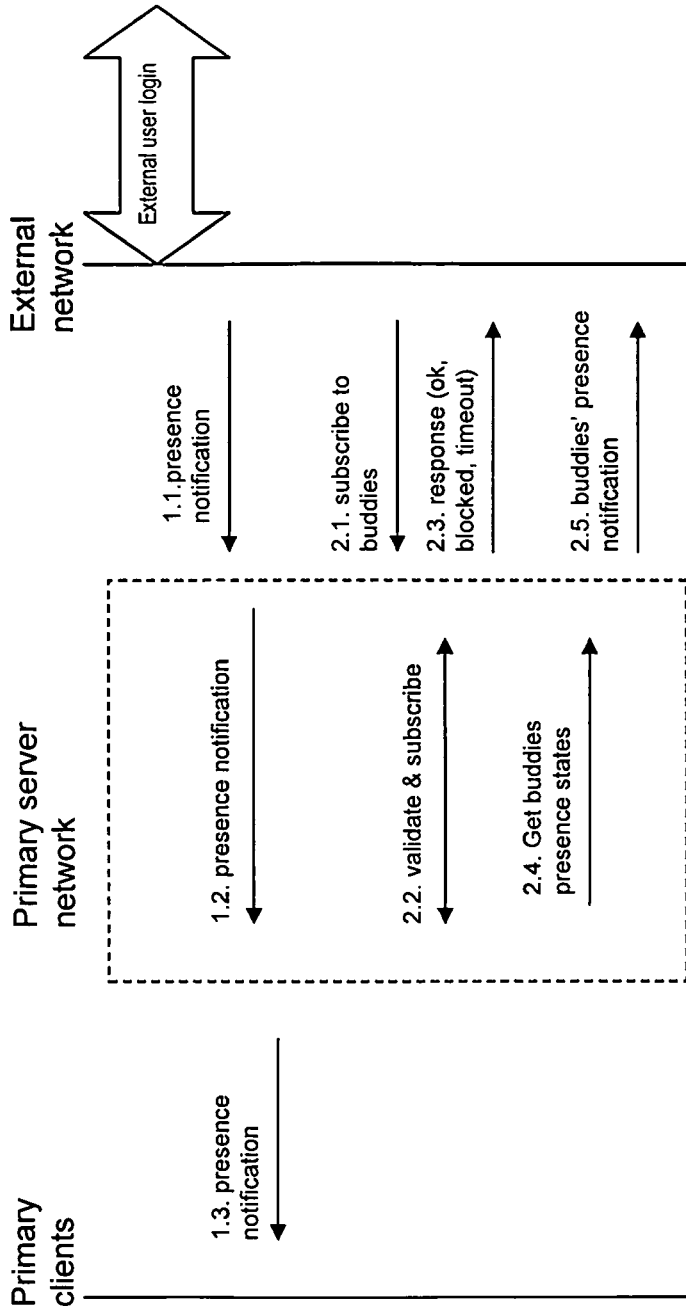 Primary
clients
Primary server
network
External
network
External user login
1.1.presence
notification
1.2. presence notification
1.3. presence
notification
2.1. subscribe to
buddies
2.2. validate & subscribe
2.3. response (ok,
blocked, timeout)
2.4. Get buddies
presence states
2.5. buddies' presence
notification